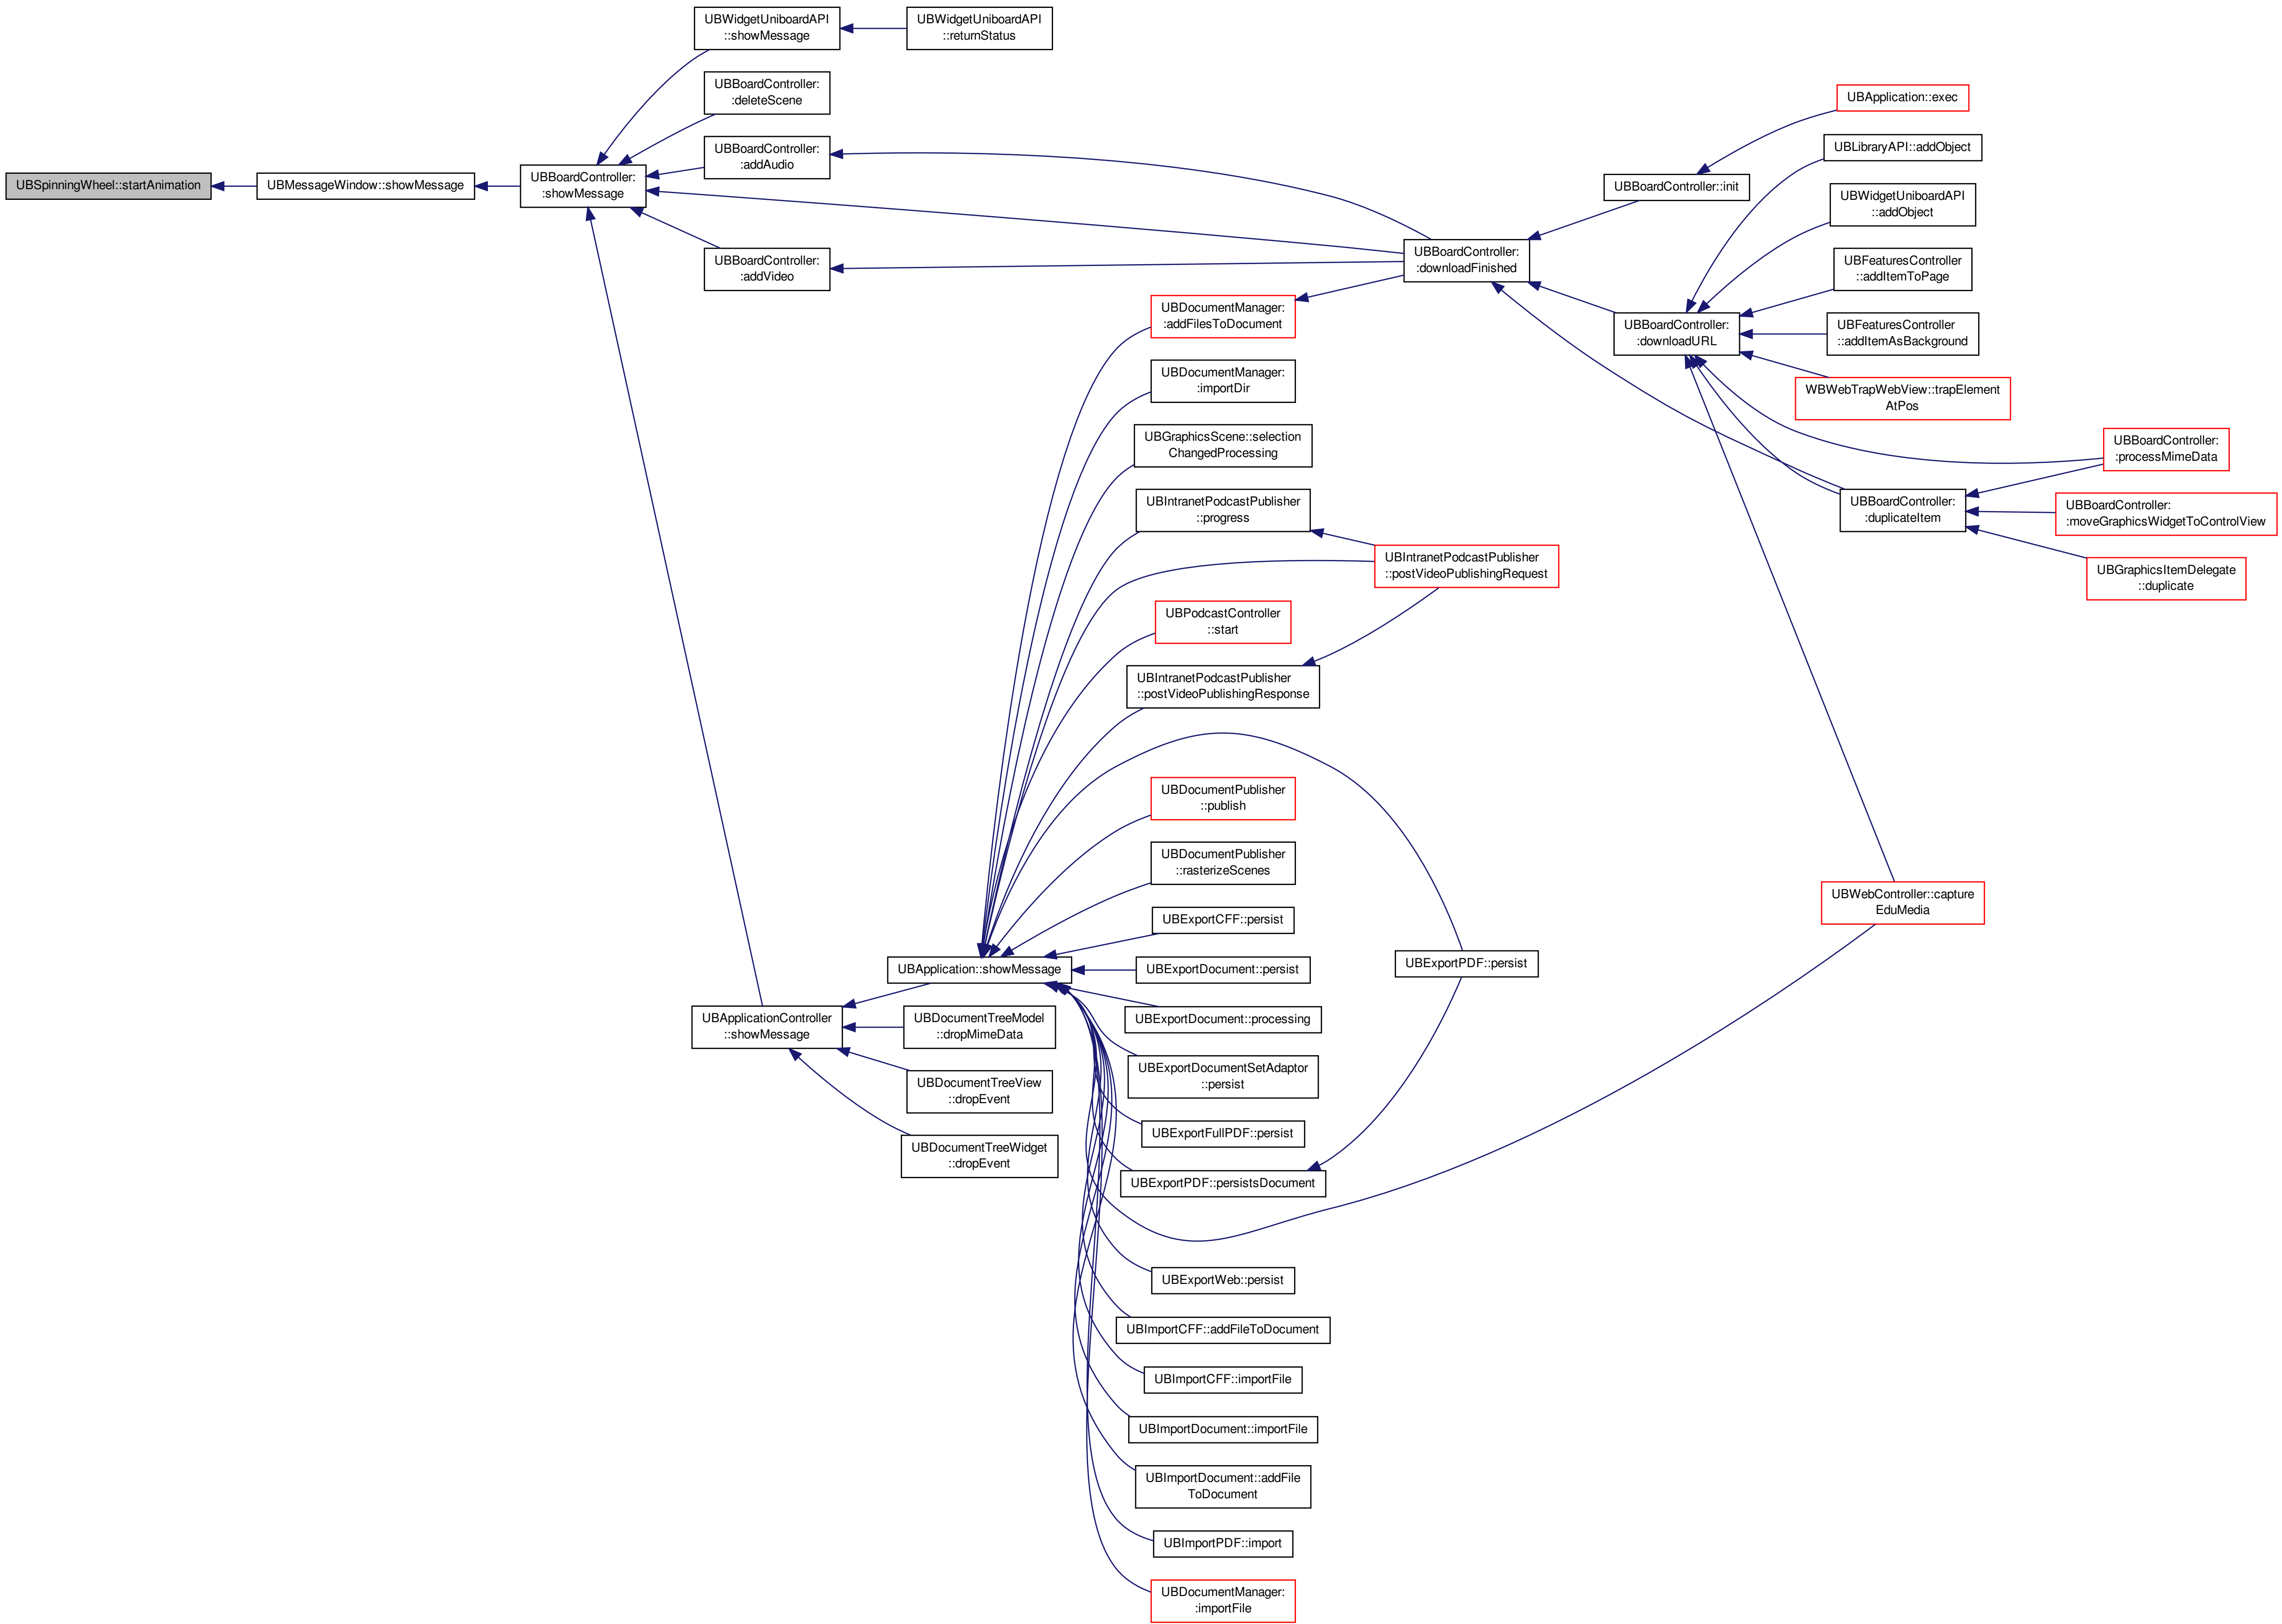 UBSpinningWheel::startAnimation
UBMessageWindow::showMessage
UBBoardController:
:showMessage
UBWidgetUniboardAPI
::showMessage
UBWidgetUniboardAPI
::returnStatus
UBBoardController:
:deleteScene
UBBoardController:
:addAudio
UBBoardController:
:addVideo
UBBoardController:
:downloadFinished
UBBoardController::init
UBApplication::exec
UBBoardController:
:downloadURL
UBLibraryAPI::addObject
UBWidgetUniboardAPI
::addObject
UBFeaturesController
::addItemToPage
UBFeaturesController
::addItemAsBackground
WBWebTrapWebView::trapElement
AtPos
UBBoardController:
:processMimeData
UBBoardController:
:duplicateItem
UBBoardController:
:moveGraphicsWidgetToControlView
UBGraphicsItemDelegate
::duplicate
UBDocumentManager:
:addFilesToDocument
UBDocumentManager:
:importDir
UBGraphicsScene::selection
ChangedProcessing
UBIntranetPodcastPublisher
::progress
UBIntranetPodcastPublisher
::postVideoPublishingRequest
UBPodcastController
::start
UBIntranetPodcastPublisher
::postVideoPublishingResponse
UBDocumentPublisher
::publish
UBDocumentPublisher
::rasterizeScenes
UBWebController::capture
EduMedia
UBExportCFF::persist
UBExportPDF::persist
UBApplication::showMessage
UBExportDocument::persist
UBApplicationController
::showMessage
UBDocumentTreeModel
::dropMimeData
UBExportDocument::processing
UBDocumentTreeView
::dropEvent
UBExportDocumentSetAdaptor
::persist
UBDocumentTreeWidget
::dropEvent
UBExportFullPDF::persist
UBExportPDF::persistsDocument
UBExportWeb::persist
UBImportCFF::addFileToDocument
UBImportCFF::importFile
UBImportDocument::importFile
UBImportDocument::addFile
ToDocument
UBImportPDF::import
UBDocumentManager:
:importFile